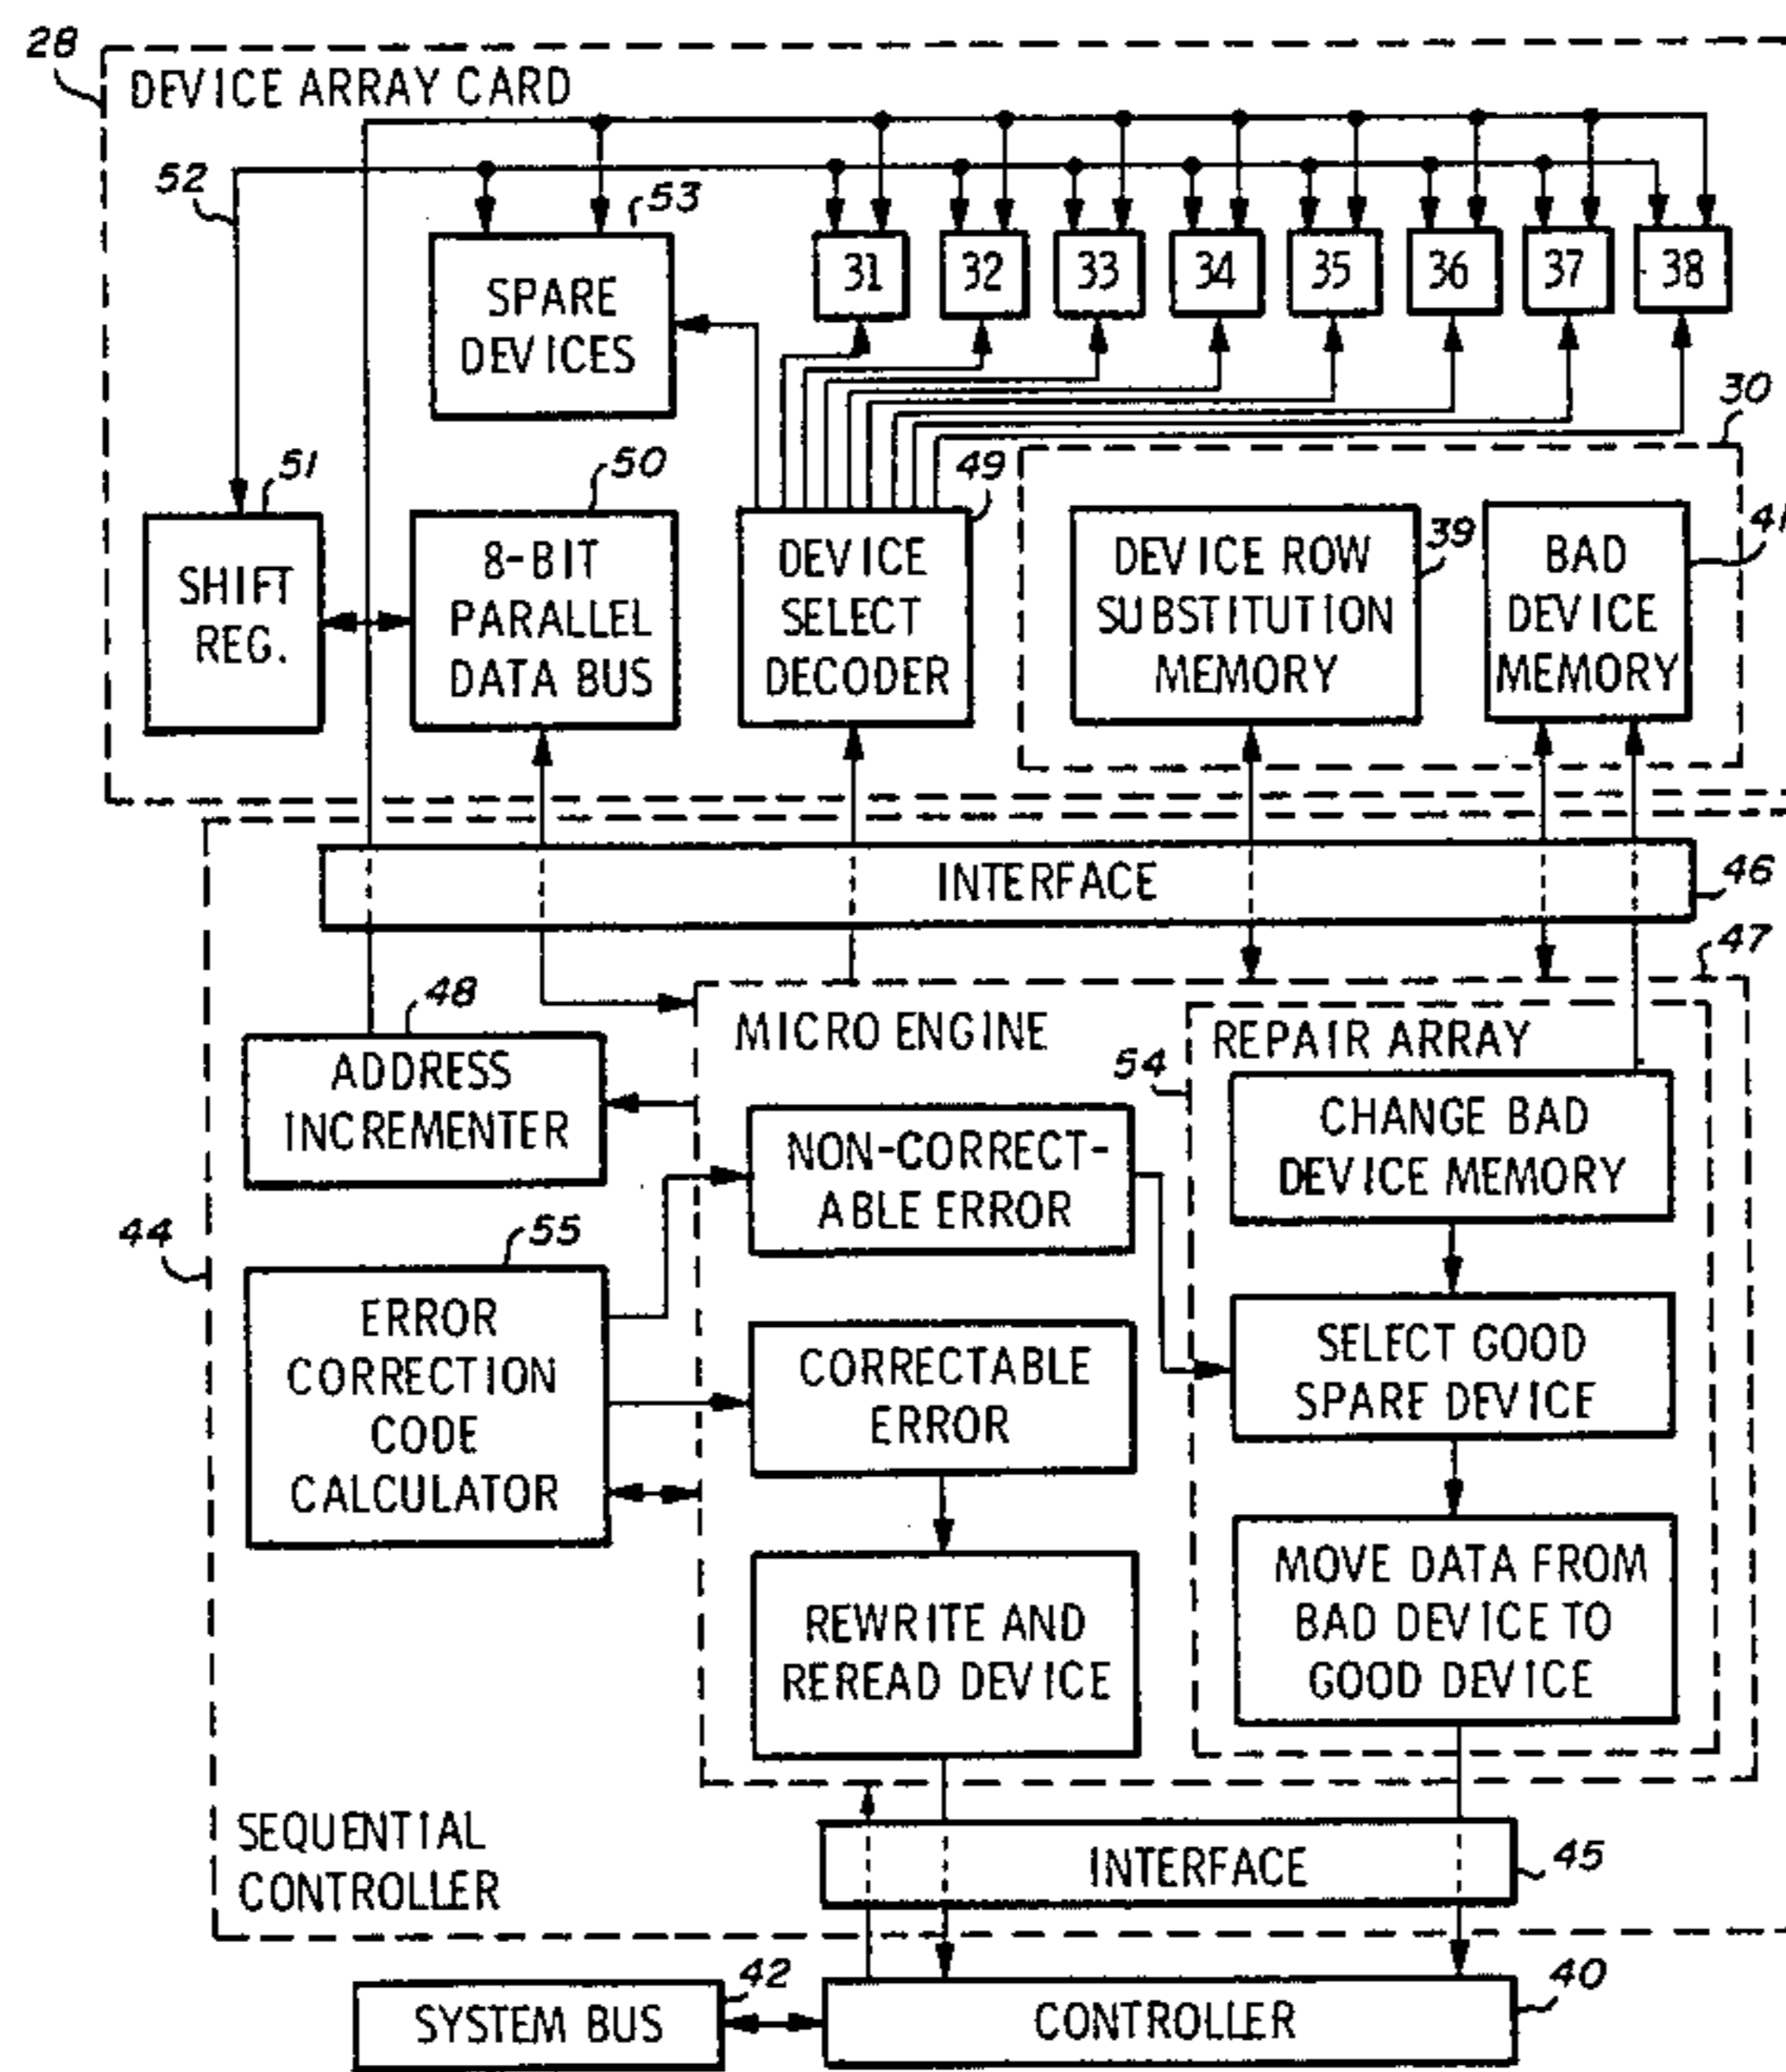 28
DEVICE ARRAY CARD
52
53
SPARE
DEVICES
31
32
33
34
35
36
37
38
30
51
50
49
39
41
SHIFT
REG.
8-BIT
PARALLEL
DATA BUS
DEVICE
SELECT
DECODER
DEVICE ROW
SUBSTITUTION
MEMORY
BAD
DEVICE
MEMORY
INTERFACE
46
47
48
ADDRESS
INCREMENTER
MICRO ENGINE
54
REPAIR ARRAY
CHANGE BAD
DEVICE MEMORY
NON-CORRECT-
ABLE ERROR
44
55
ERROR
CORRECTION
CODE
CALCULATOR
CORRECTABLE
ERROR
SELECT GOOD
SPARE DEVICE
REWRITE AND
REREAD DEVICE
MOVE DATA FROM
BAD DEVICE TO
GOOD DEVICE
SEQUENTIAL
CONTROLLER
INTERFACE
45
SYSTEM BUS
42
CONTROLLER
40